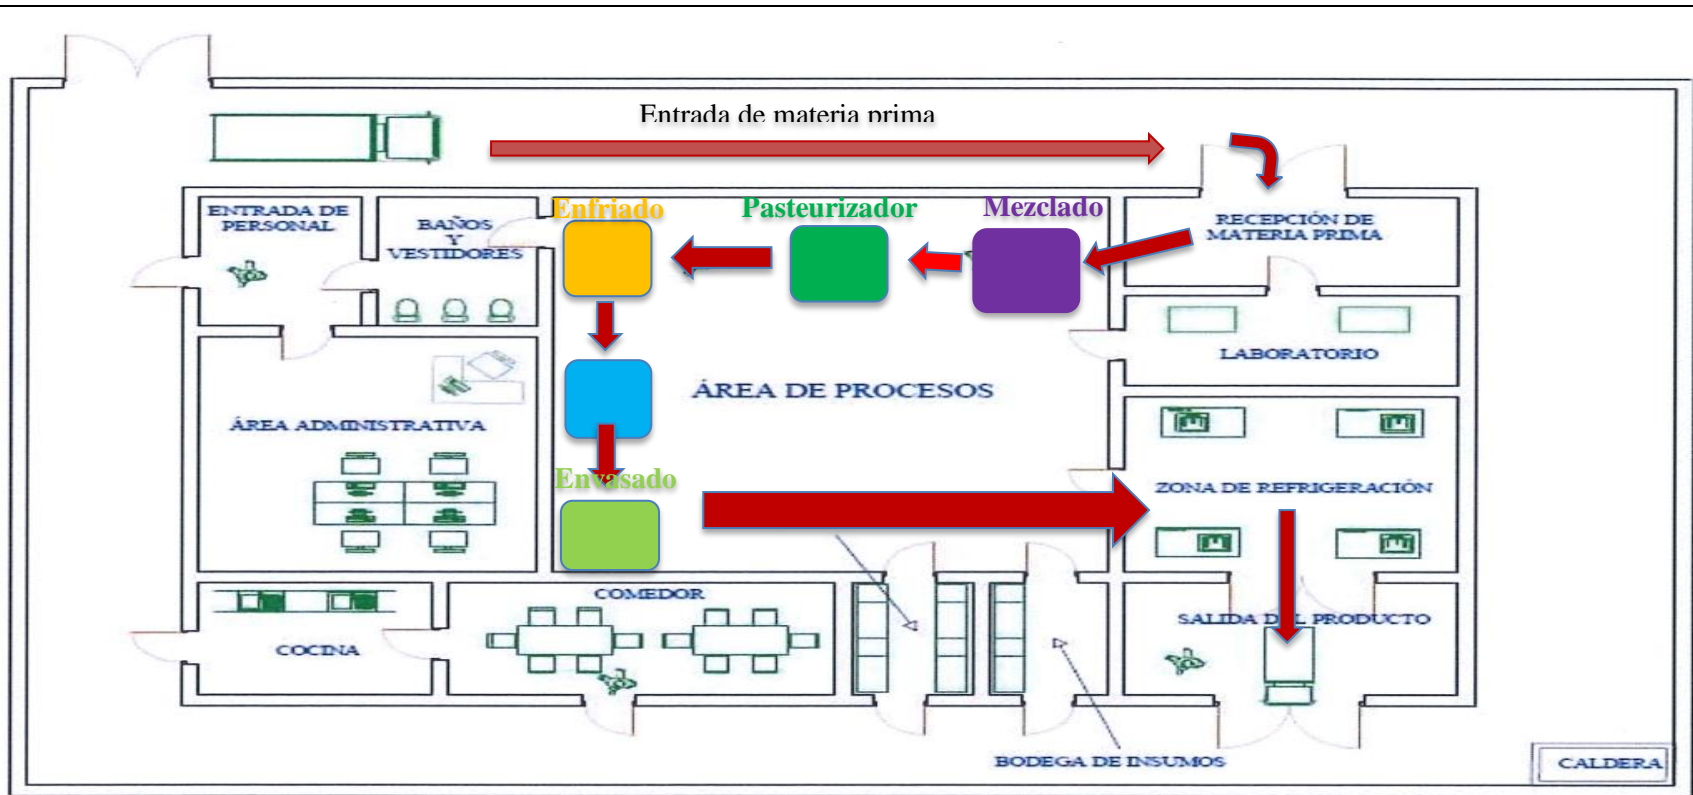 Entrada de materia prima
ENTRADA DE
PERSONAL
BAÑOS
Y
VESTIDORES
Enfriado
Pasteurizador
Mezclado
RECEPCIÓN DE
MATERIA PRIMA
LABORATORIO
ÁREA DE PROCESOS
ÁREA ADMINISTRATIVA
Envasado
ZONA DE REFRIGERACIÓN
COMEDOR
COCINA
SALIDA DEL PRODUCTO
BODEGA DE INSUMOS
CALDERA